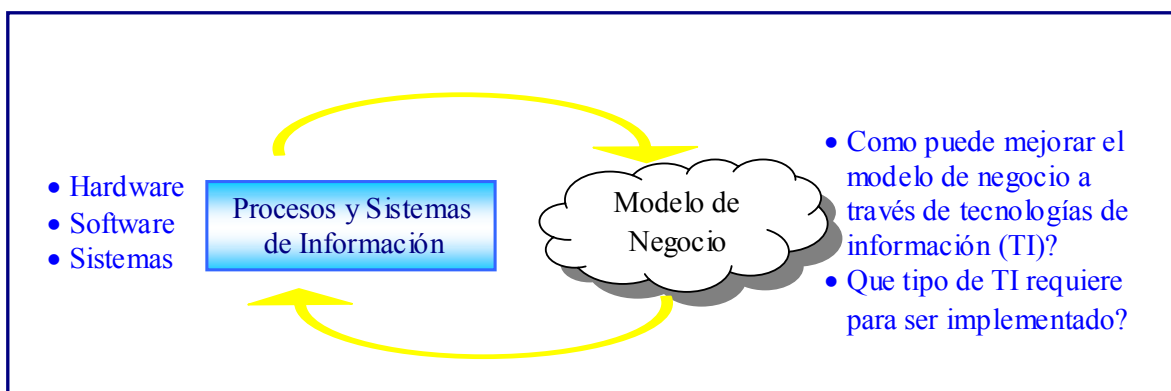 • Hardware
• Software
• Sistemas
Procesos y Sistemas
de Información
Modelo de
Negocio
• Como puede mejorar el
modelo de negocio a
través de tecnologías de
información (TI)?
• Que tipo de TI requiere
para ser implementado?